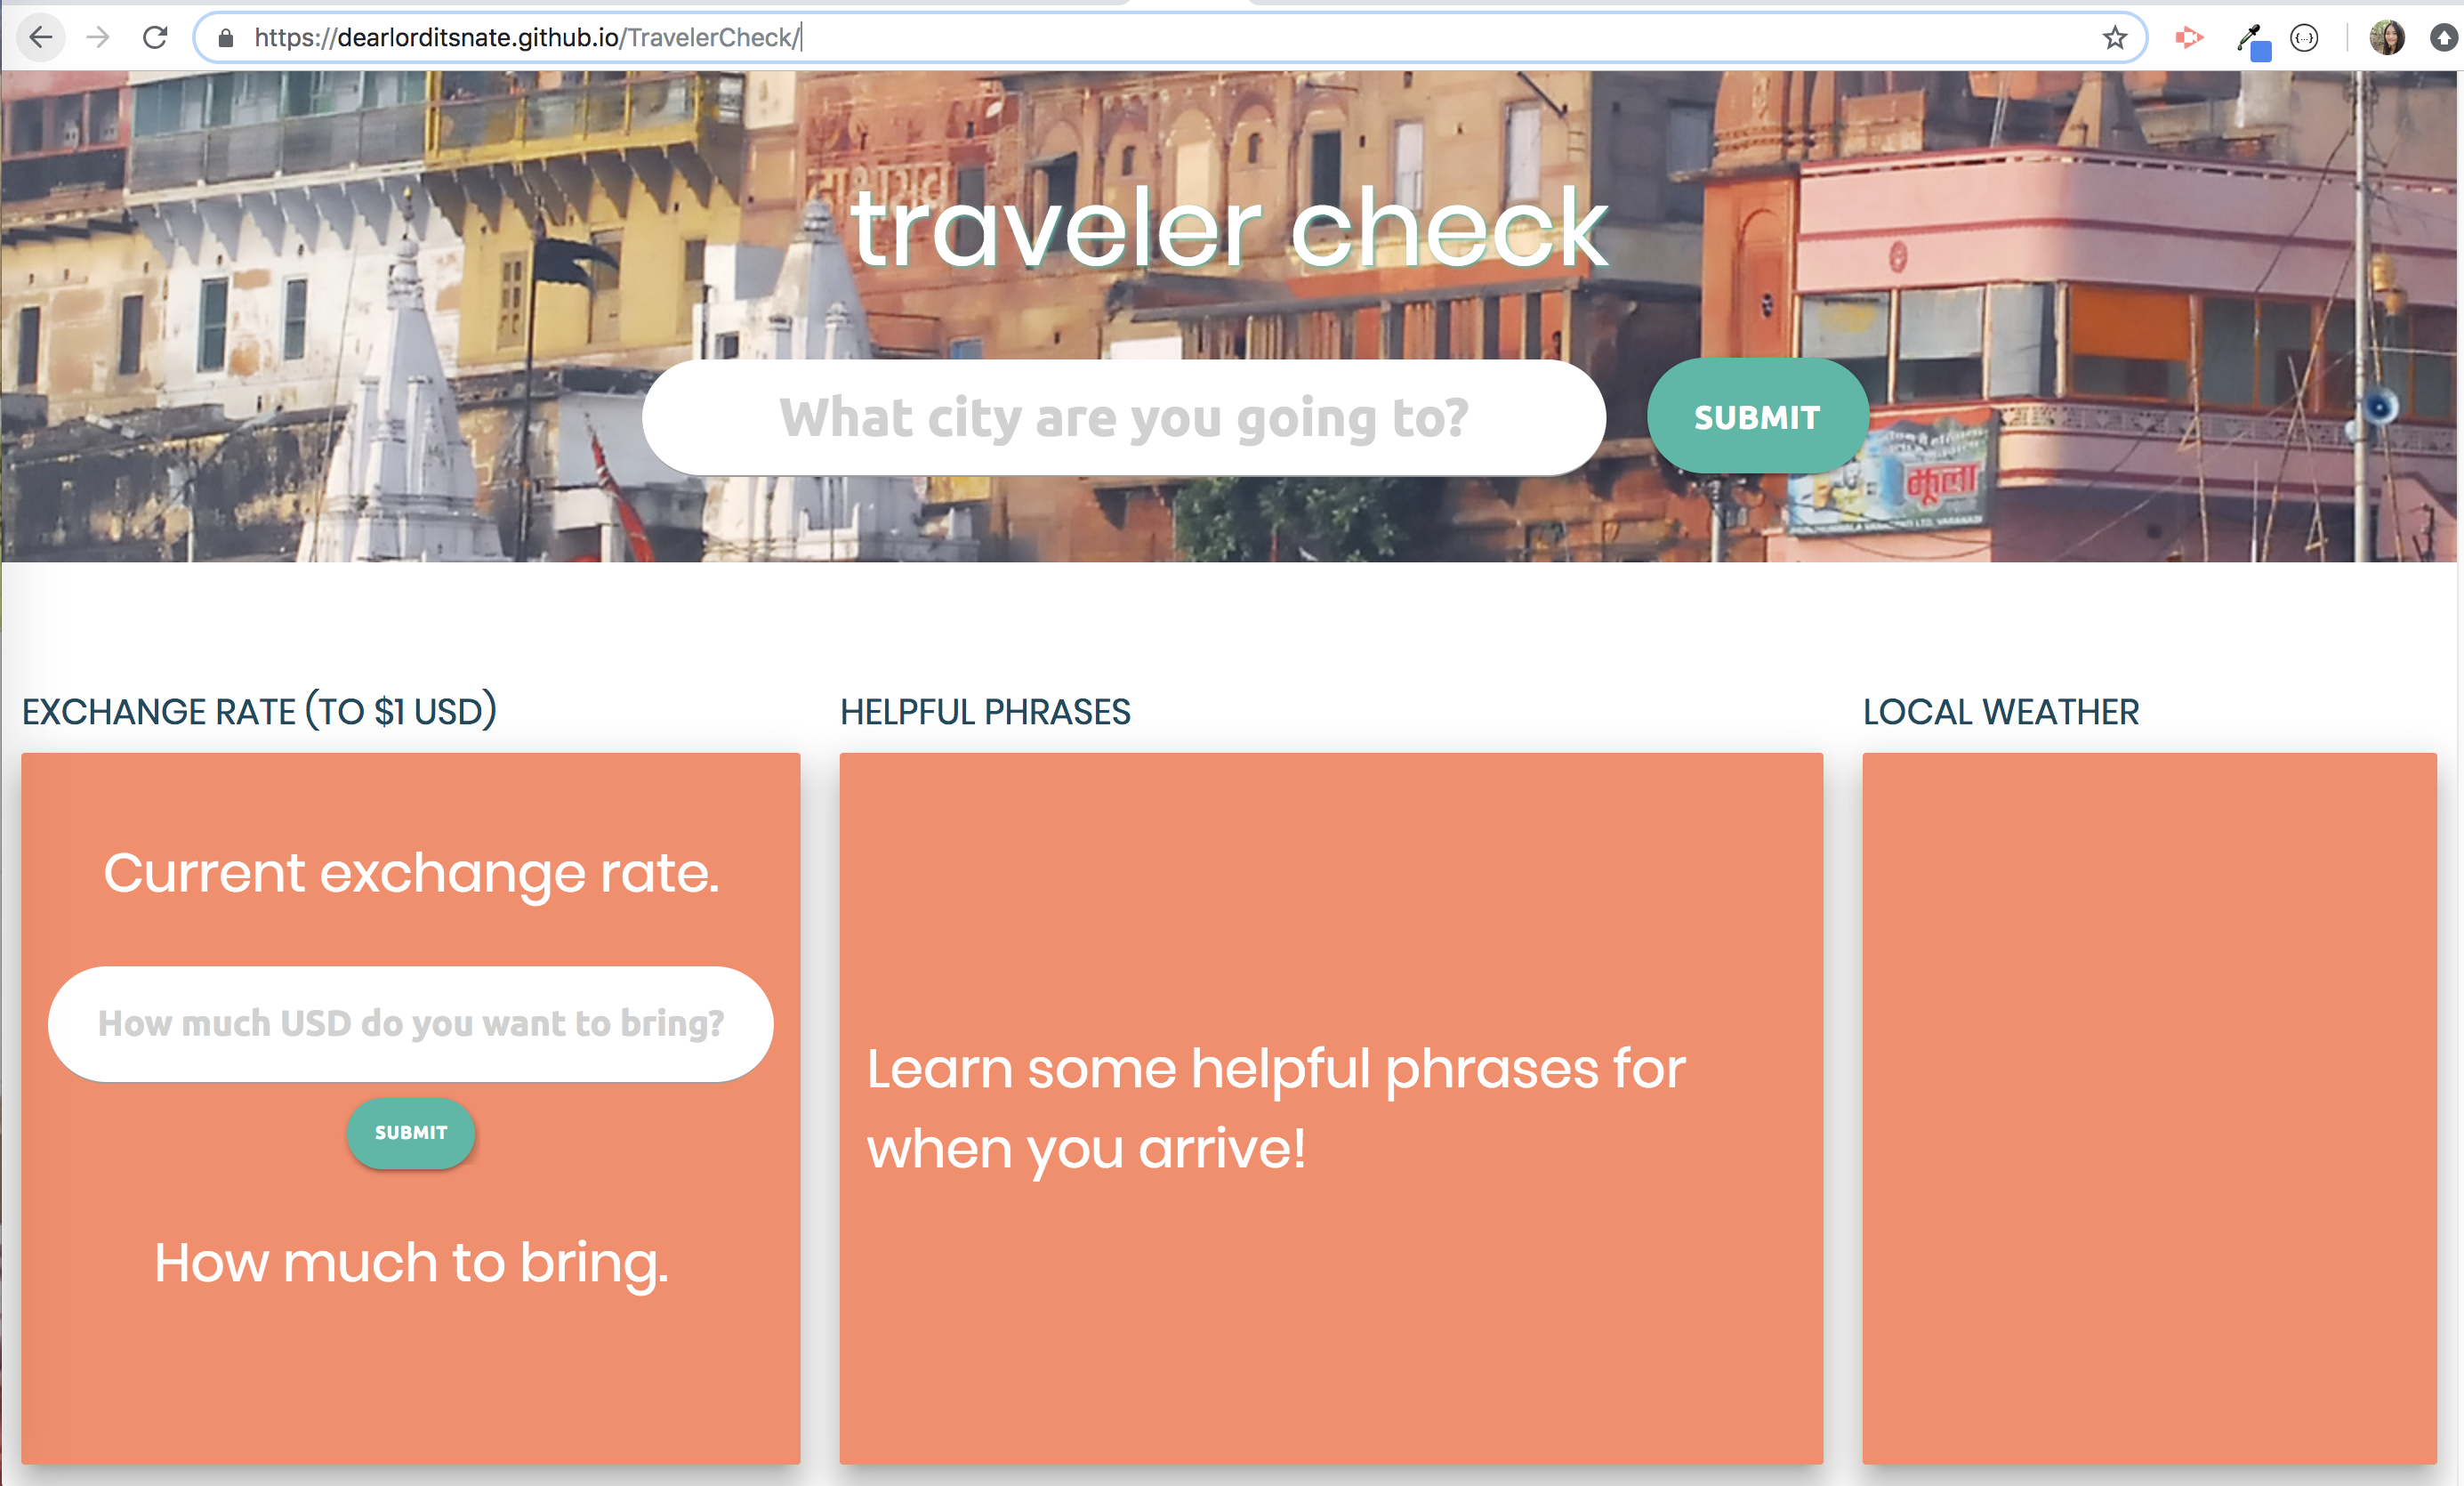 https://dearlorditsnate.github.io/TravelerCheck/
traveler check
What city are you going to?
SUBMIT
झूला
EXCHANGE RATE (TO $1 USD)
HELPFUL PHRASES
LOCAL WEATHER
Current exchange rate.
How much USD do you want to bring?
SUBMIT
How much to bring.
Learn some helpful phrases for
when you arrive!